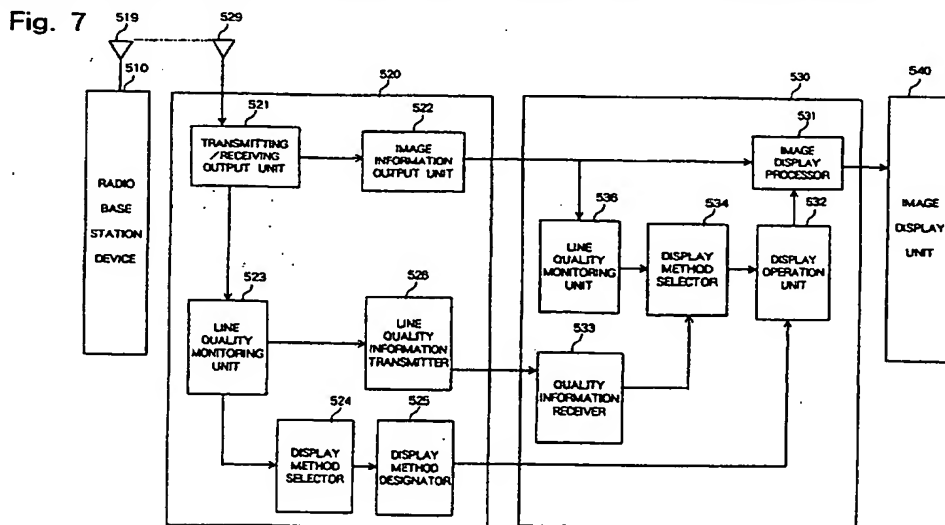 Fig. 7
519
529
510
RADIO
BASE
STATION
DEVICE
520
521
TRANSMITTING
/RECEIVING
OUTPUT UNIT
522
IMAGE
INFORMATION
OUTPUT UNIT
523
LINE
QUALITY
MONITORING
UNIT
526
LINE
QUALITY
INFORMATION
TRANSMITTER
524
DISPLAY
METHOD
SELECTOR
525
DISPLAY
METHOD
DESIGNATOR
530
531
IMAGE
DISPLAY
PROCESSOR
536
LINE
QUALITY
MONITORING
UNIT
534
DISPLAY
METHOD
SELECTOR
532
DISPLAY
OPERATION
UNIT
533
QUALITY
INFORMATION
RECEIVER
540
IMAGE
DISPLAY
UNIT